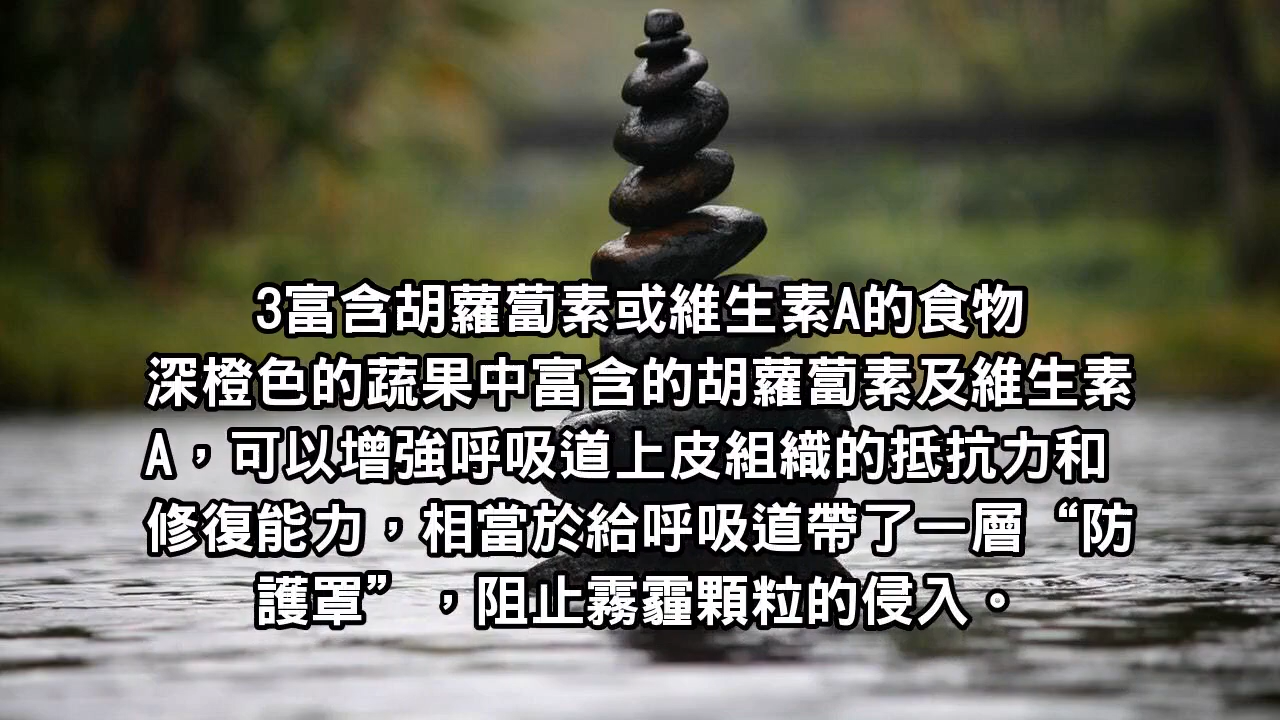 3富含胡蘿蔔素或維生素A的食物
深橙色的蔬果中富含的胡蘿蔔素及維生素
A，可以增強呼吸道上皮組織的抵抗力和
修復能力，相當於給呼吸道帶了一層“防
護罩”，阻止霧霾顆粒的侵入。